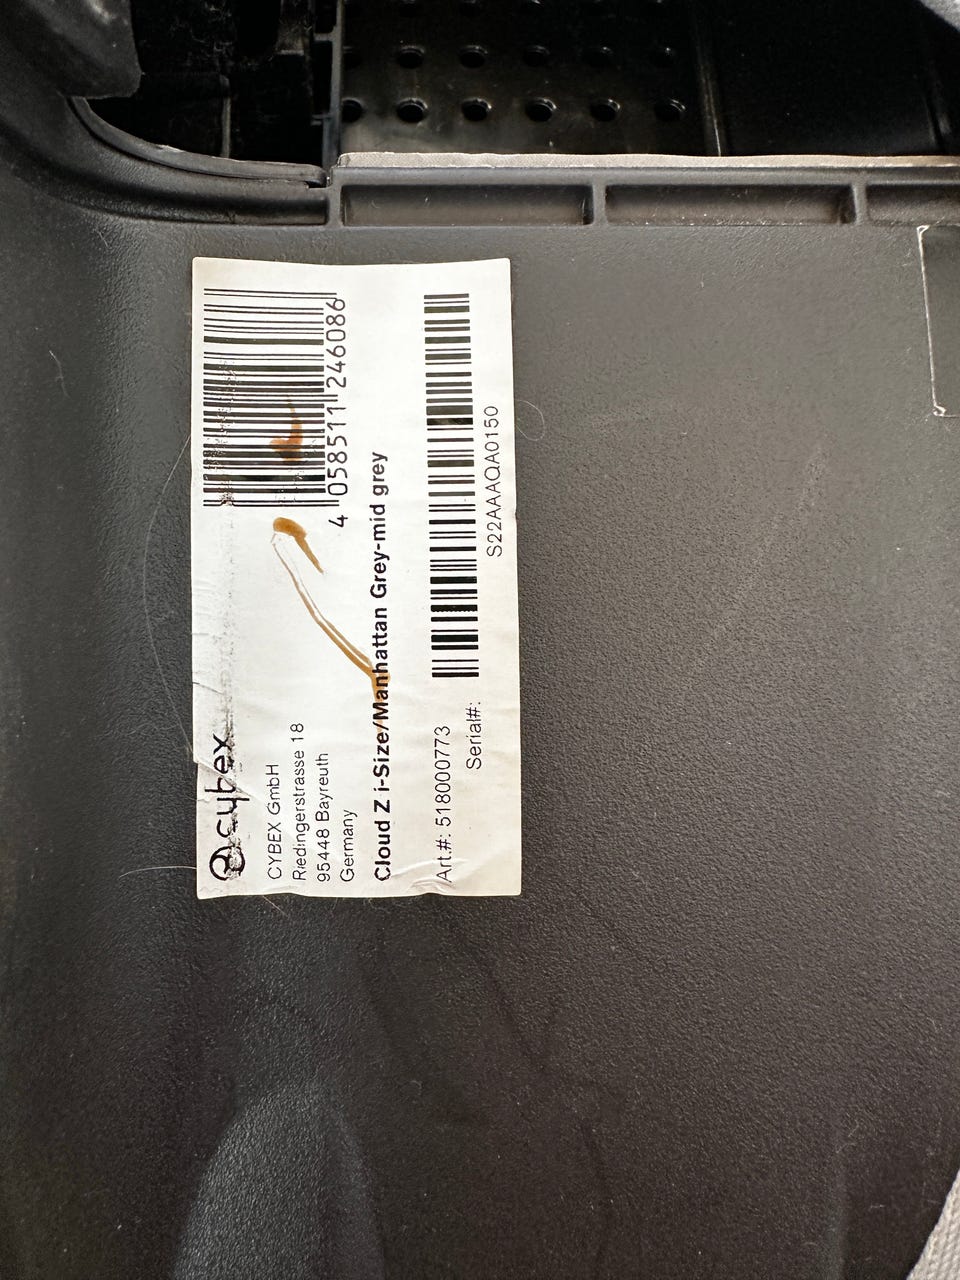 cybex
CYBEX GmbH
Riedingerstrasse 18
95448 Bayreuth
Germany
4 058511 246086
Cloud Z i-Size/Manhattan Grey-mid grey
Art.#: 518000773
Serial#:
S22AAAQA0150